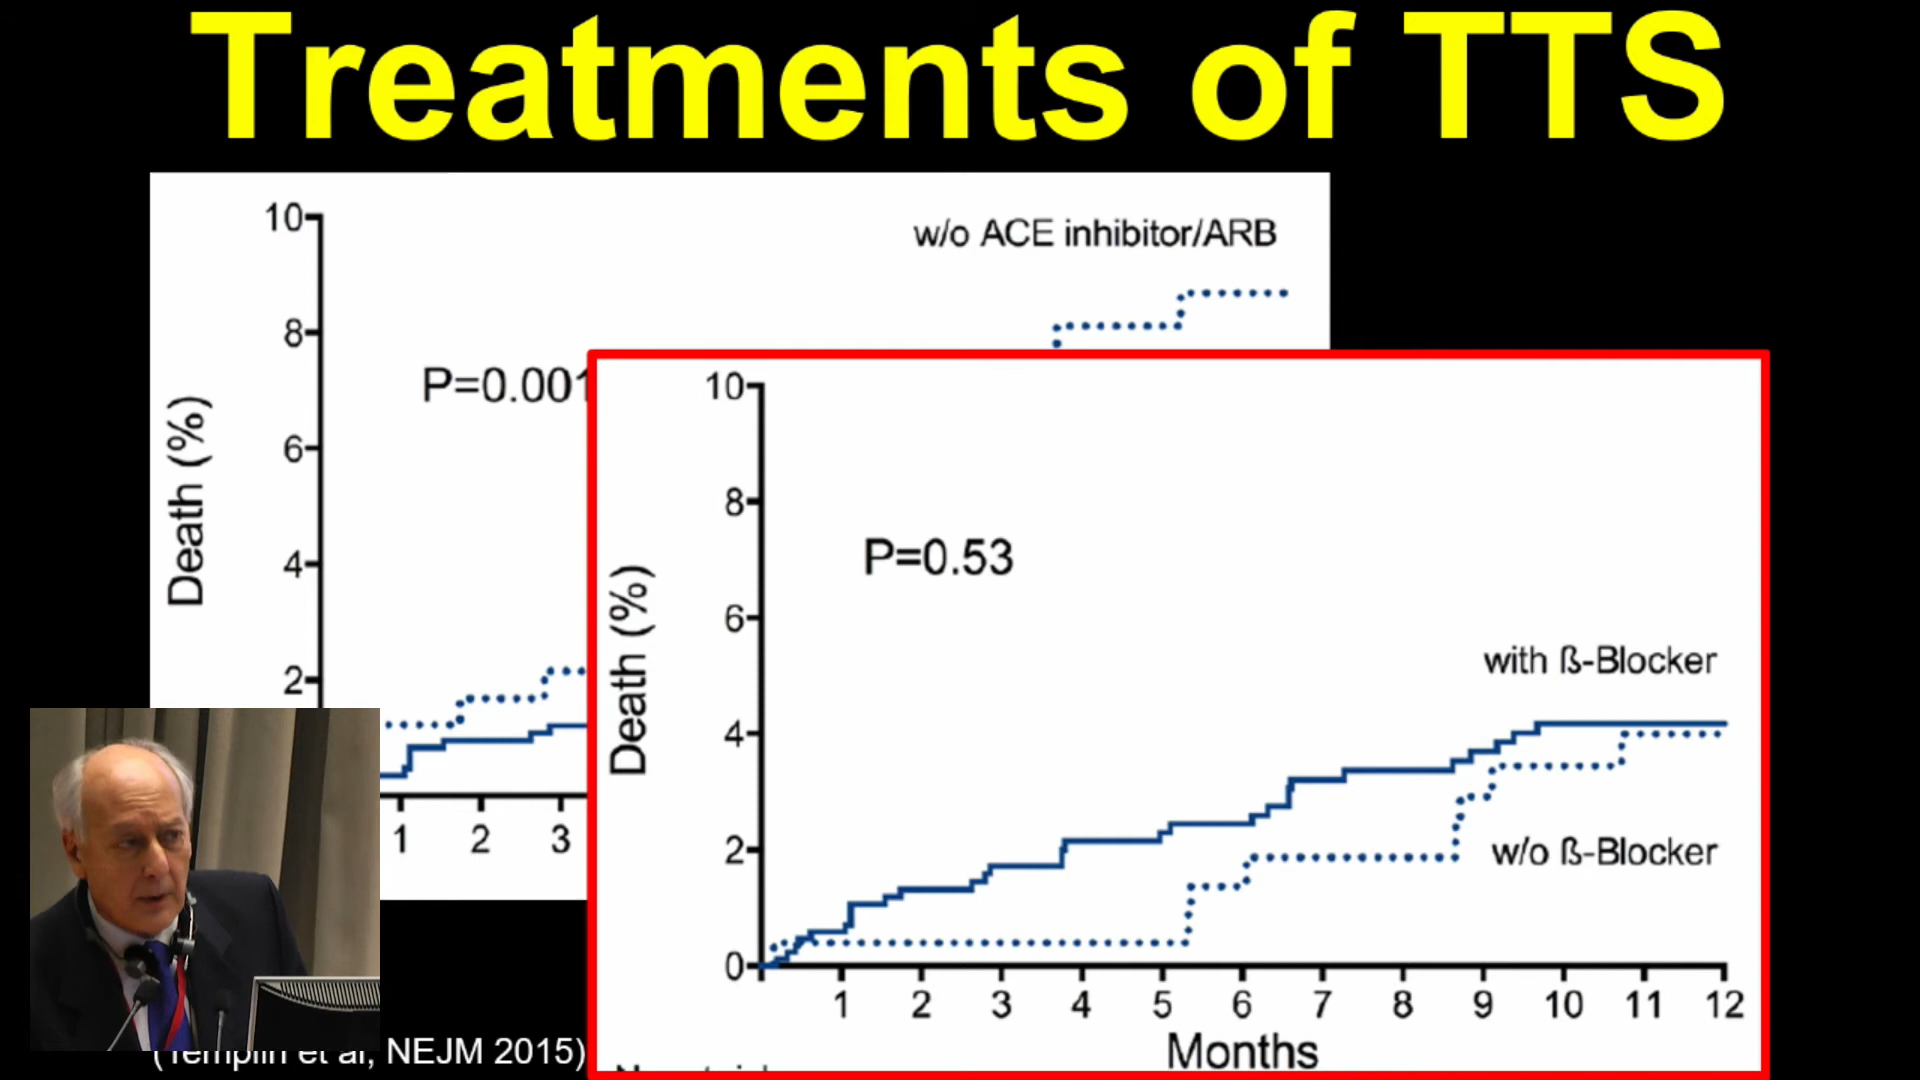 Treatments of TTS
10
w/o ACE inhibitor/ARB
8
P=0.001
6
Death (%)
4
2
1 2 3
10
8
P=0.53
6
with ß-Blocker
Death (%)
4
w/o ß-Blocker
2
0
1 2 3 4 5 6 7 8 9 10 11 12
Months
(Templin et al, NEJM 2015)